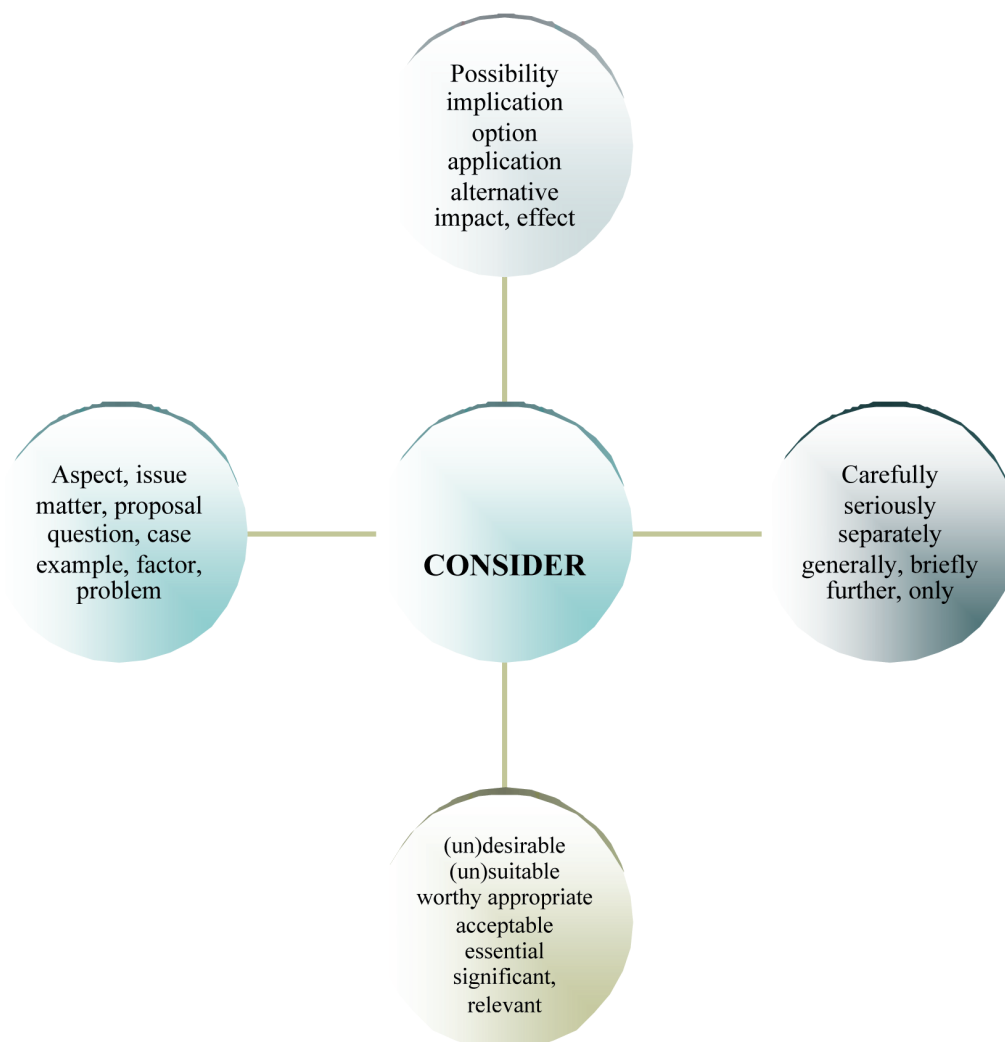 Possibility
implication
option
application
alternative
impact, effect
Aspect, issue
matter, proposal
question, case
example, factor,
problem
CONSIDER
Carefully
seriously
separately
generally, briefly
further, only
(un)desirable
(un)suitable
worthy appropriate
acceptable
essential
significant,
relevant